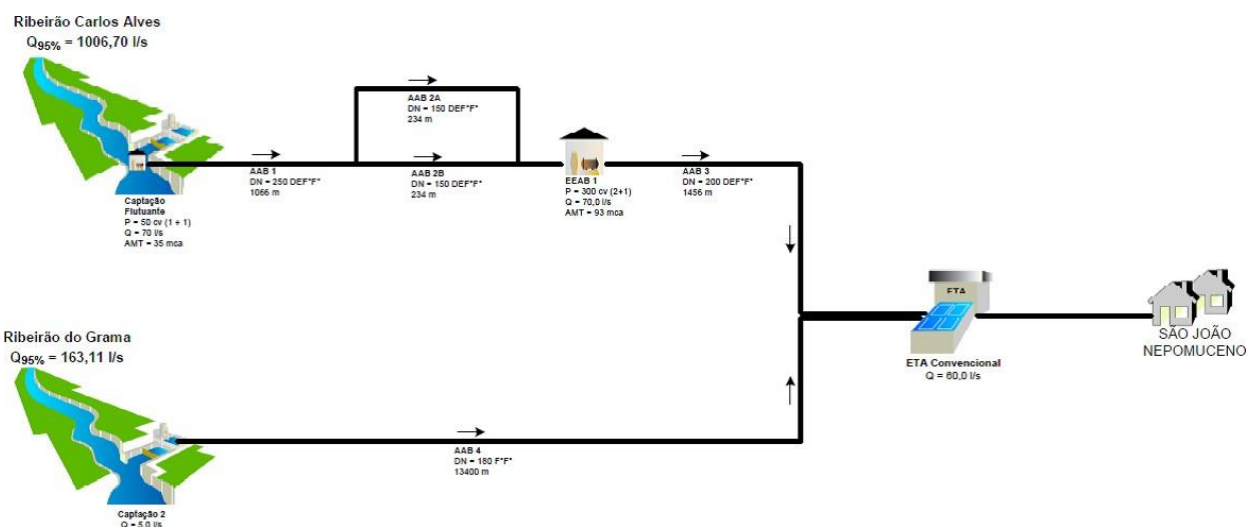 Ribeirão Carlos Alves
Q95% = 1006,70 l/s
AAB 2A
DN = 150 DEF"F"
234 m
AAB 1
DN = 250 DEF"F"
1066 m
AAB 2B
DN = 150 DEF"F"
234 m
EEAB 1
P = 300 cv (2+1)
Q = 70,0 l/s
AMT = 93 mca
AAB 3
DN = 200 DEF"F"
1456 m
Captação
Flutuante
P = 50 cv (1 + 1)
Q = 70 l/s
AMT = 35 mca
ETA
ETA Convencional
Q = 60,0 l/s
SÃO JOÃO
NEPOMUCENO
Ribeirão do Grama
Q95% = 163,11 l/s
AAB 4
DN = 180 F"F"
13400 m
Captação 2
Q = 5,0 l/s